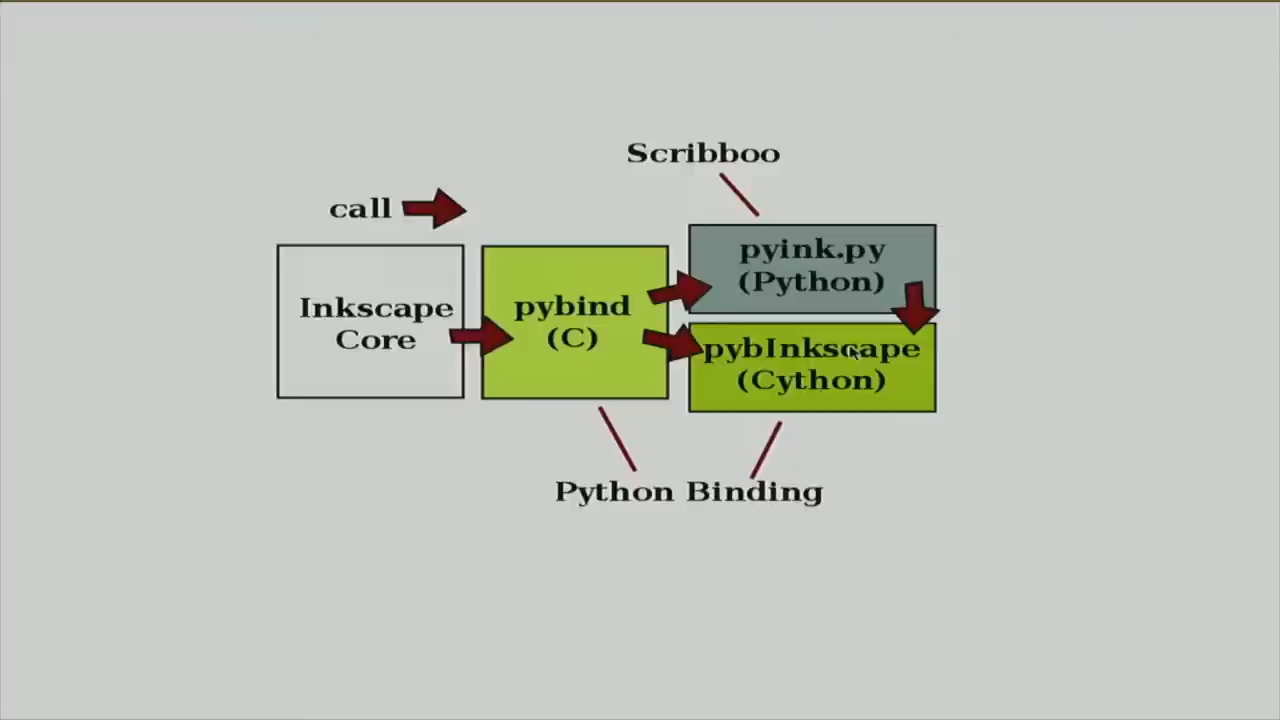 Scribboo
call
Inkscape
Core
pybind
(C)
pyink.py
(Python)
pybInkscape
(Cython)
Python Binding